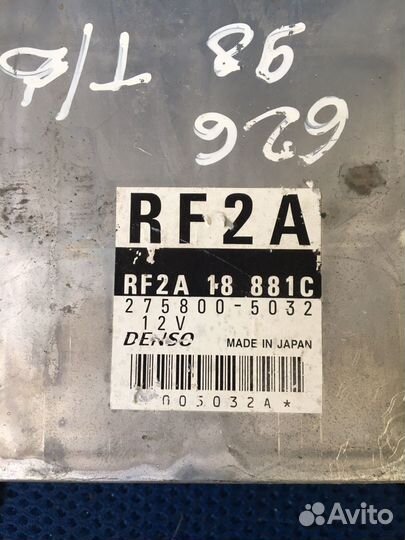 626
98
T/D
RF2A
RF2A 18 881C
275800-5032
12V
DENSO
MADE IN JAPAN
005032A*
Avito